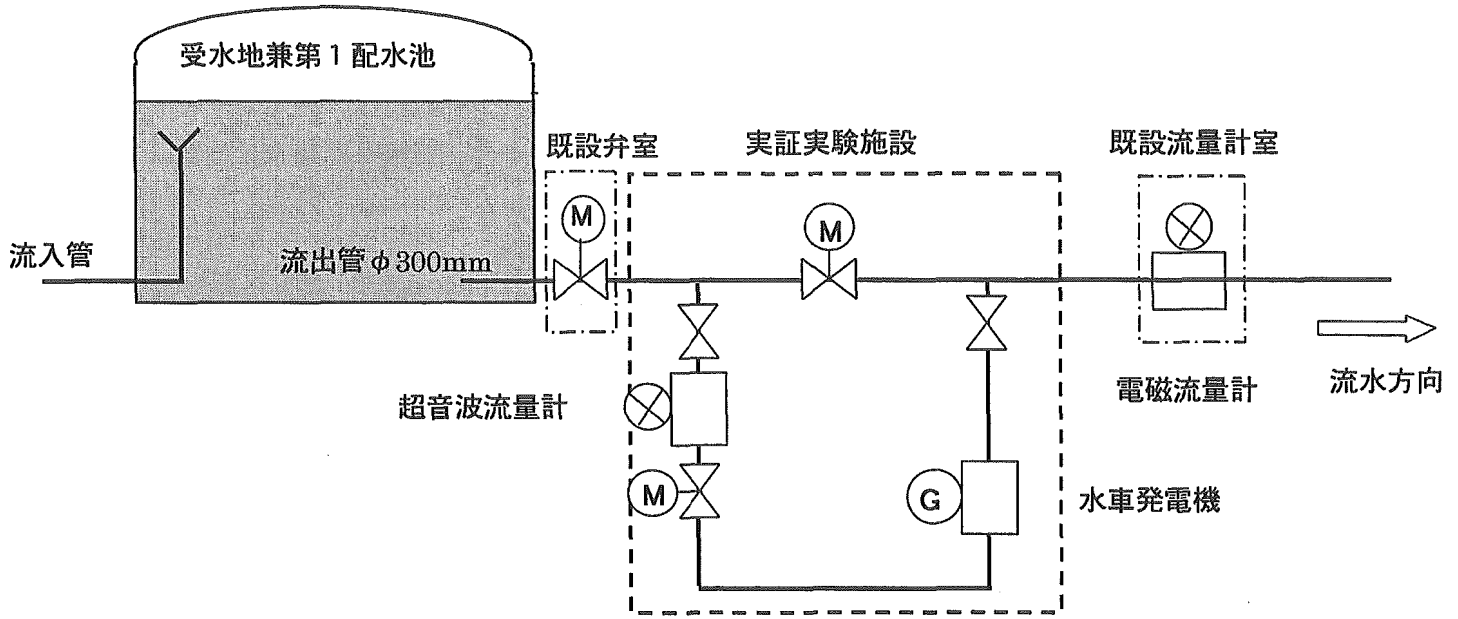 受水地兼第１配水池
既設弁室
実証実験施設
既設流量計室
M
M
流入管
流出管φ300mm
超音波流量計
電磁流量計
流水方向
M
G
水車発電機